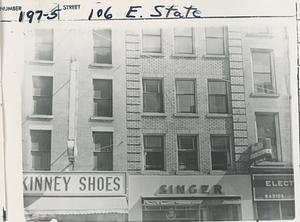 NUMBER 197-5 STREET 106 E. State
KINNEY SHOES
SINGER
ELECT
RADIOS